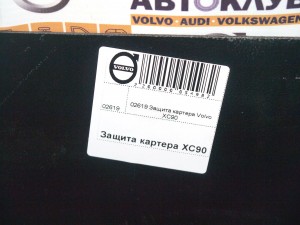 АВТОКЛУБ
VOLVO · AUDI · VOLKSWAGEN
VOLVO
02619
02619 Защита картера Volvo
XC90
Защита картера XC90